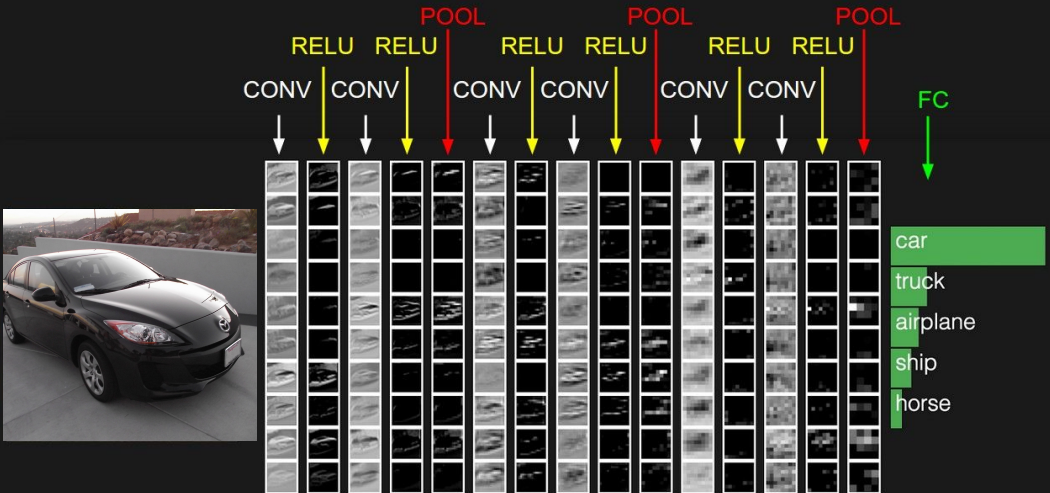 POOL POOL POOL
RELU RELU RELU RELU RELU RELU
CONV CONV CONV CONV CONV CONV
FC
car
truck
airplane
ship
horse